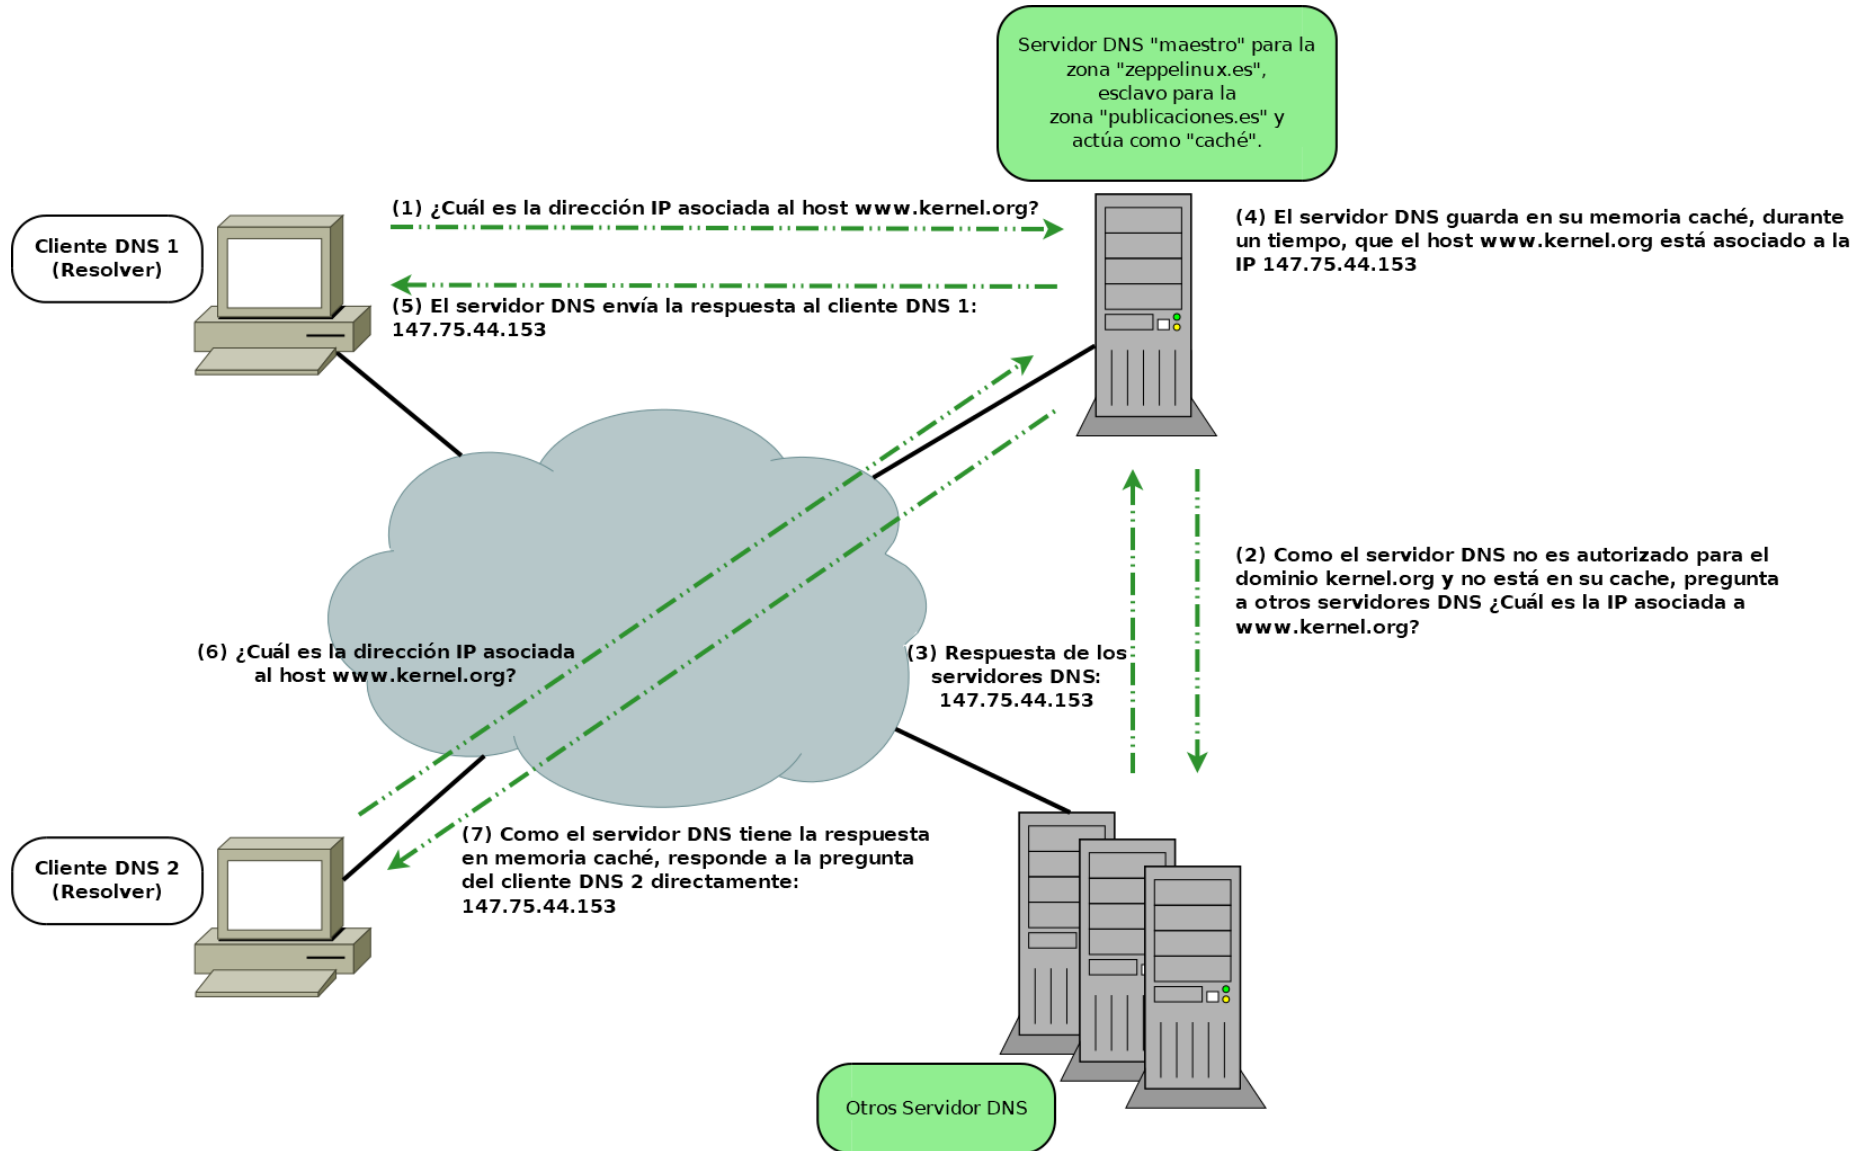 Servidor DNS "maestro" para la
zona "zeppelinux.es",
esclavo para la
zona "publicaciones.es" y
actúa como "caché".
Cliente DNS 1
(Resolver)
(1) ¿Cuál es la dirección IP asociada al host www.kernel.org?
(5) El servidor DNS envía la respuesta al cliente DNS 1:
147.75.44.153
(4) El servidor DNS guarda en su memoria caché, durante
un tiempo, que el host www.kernel.org está asociado a la
IP 147.75.44.153
(2) Como el servidor DNS no es autorizado para el
dominio kernel.org y no está en su cache, pregunta
a otros servidores DNS ¿Cuál es la IP asociada a
www.kernel.org?
(6) ¿Cuál es la dirección IP asociada
al host www.kernel.org?
(3) Respuesta de los
servidores DNS:
147.75.44.153
Cliente DNS 2
(Resolver)
(7) Como el servidor DNS tiene la respuesta
en memoria caché, responde a la pregunta
del cliente DNS 2 directamente:
147.75.44.153
Otros Servidor DNS